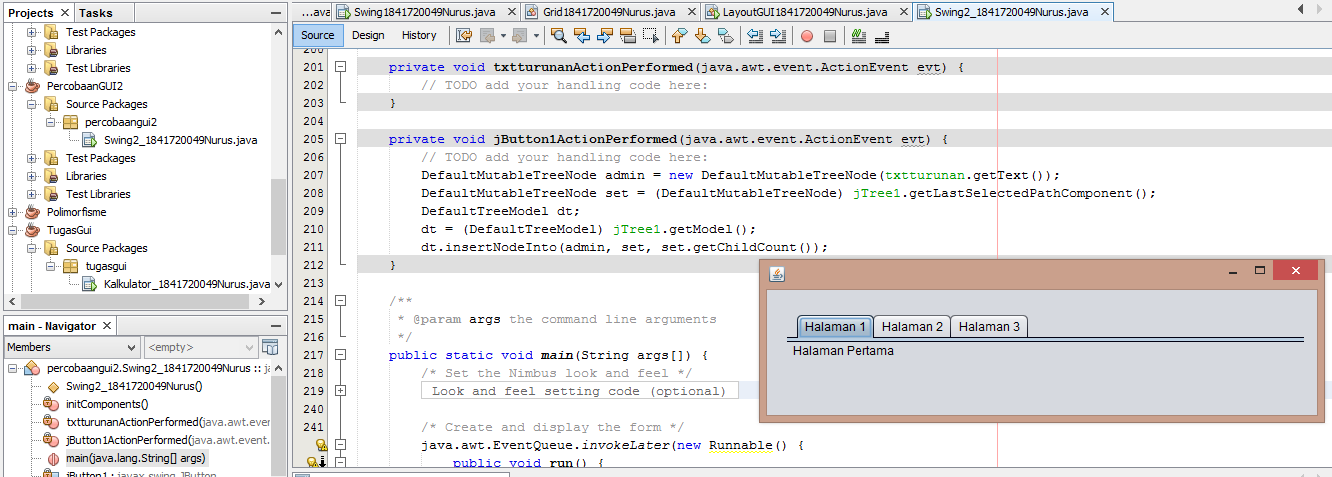 Projects Tasks
Test Packages
Libraries
Test Libraries
PercobaanGUI2
Source Packages
percobaangui2
Swing2_1841720049Nurus.java
Test Packages
Libraries
Test Libraries
Polimorfisme
TugasGui
Source Packages
tugasgui
Kalkulator_1841720049Nurus.java
main - Navigator
Members <empty>
percobaangui2.Swing2_1841720049Nurus :: ja
Swing2_1841720049Nurus()
initComponents()
txtturunanActionPerformed(java.awt.ever
jButton1ActionPerformed(java.awt.event.
main(java.lang.String[] args)
jButton1 : javax.swing.JButton
...ava Swing1841720049Nurus.java Grid1841720049Nurus.java LayoutGUI1841720049Nurus.java Swing2_1841720049Nurus.java
Source Design History
200
201 private void txtturunanActionPerformed(java.awt.event.ActionEvent evt) {
202 // TODO add your handling code here:
203 }
204
205 private void jButton1ActionPerformed(java.awt.event.ActionEvent evt) {
206 // TODO add your handling code here:
207 DefaultMutableTreeNode admin = new DefaultMutableTreeNode(txtturunan.getText());
208 DefaultMutableTreeNode set = (DefaultMutableTreeNode) jTree1.getLastSelectedPathComponent();
209 DefaultTreeModel dt;
210 dt = (DefaultTreeModel) jTree1.getModel();
211 dt.insertNodeInto(admin, set, set.getChildCount());
212 }
213
214 /**
215 * @param args the command line arguments
216 */
217 public static void main(String args[]) {
218 /* Set the Nimbus look and feel */
219 Look and feel setting code (optional)
240
241 /* Create and display the form */
java.awt.EventQueue.invokeLater(new Runnable() {
public void run() {
Halaman 1 Halaman 2 Halaman 3
Halaman Pertama